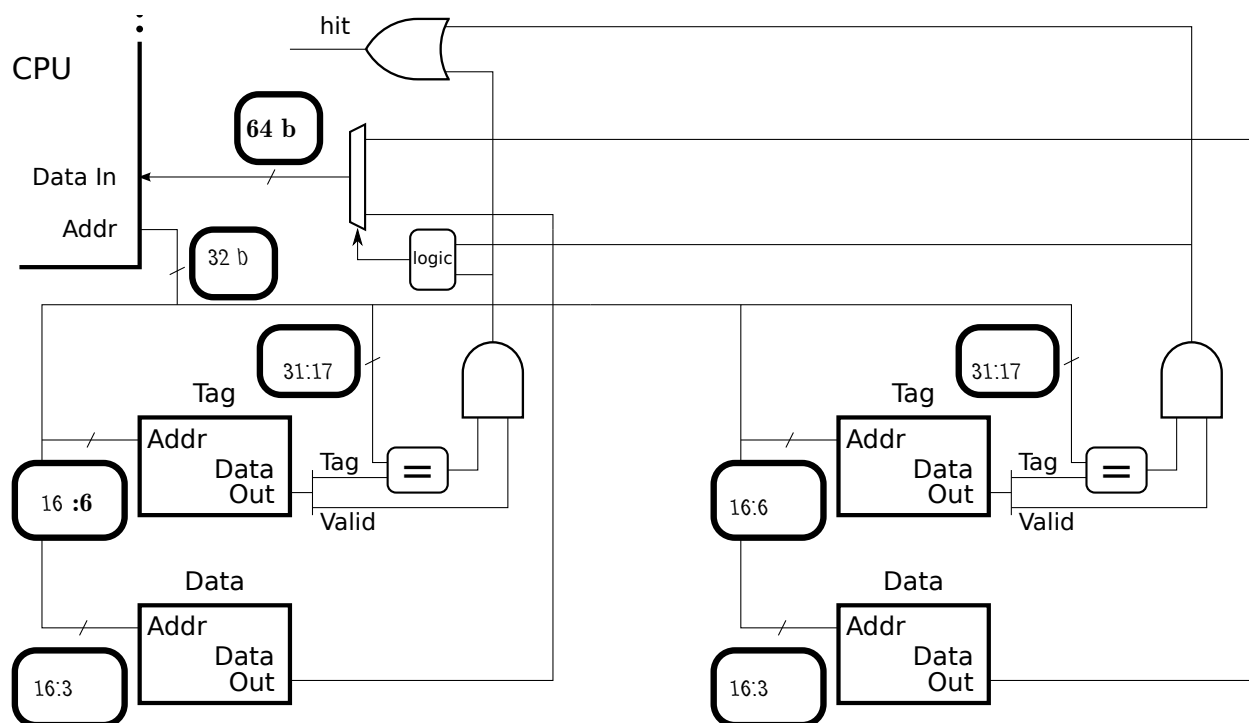 hit
CPU
64 b
Data In
Addr
32 b
logic
31:17
31:17
Tag
Tag
Addr
Data
Out
Tag
=
Valid
Addr
Data
Out
Tag
=
Valid
16 :6
16:6
Data
Data
Addr
Data
Out
Addr
Data
Out
16:3
16:3